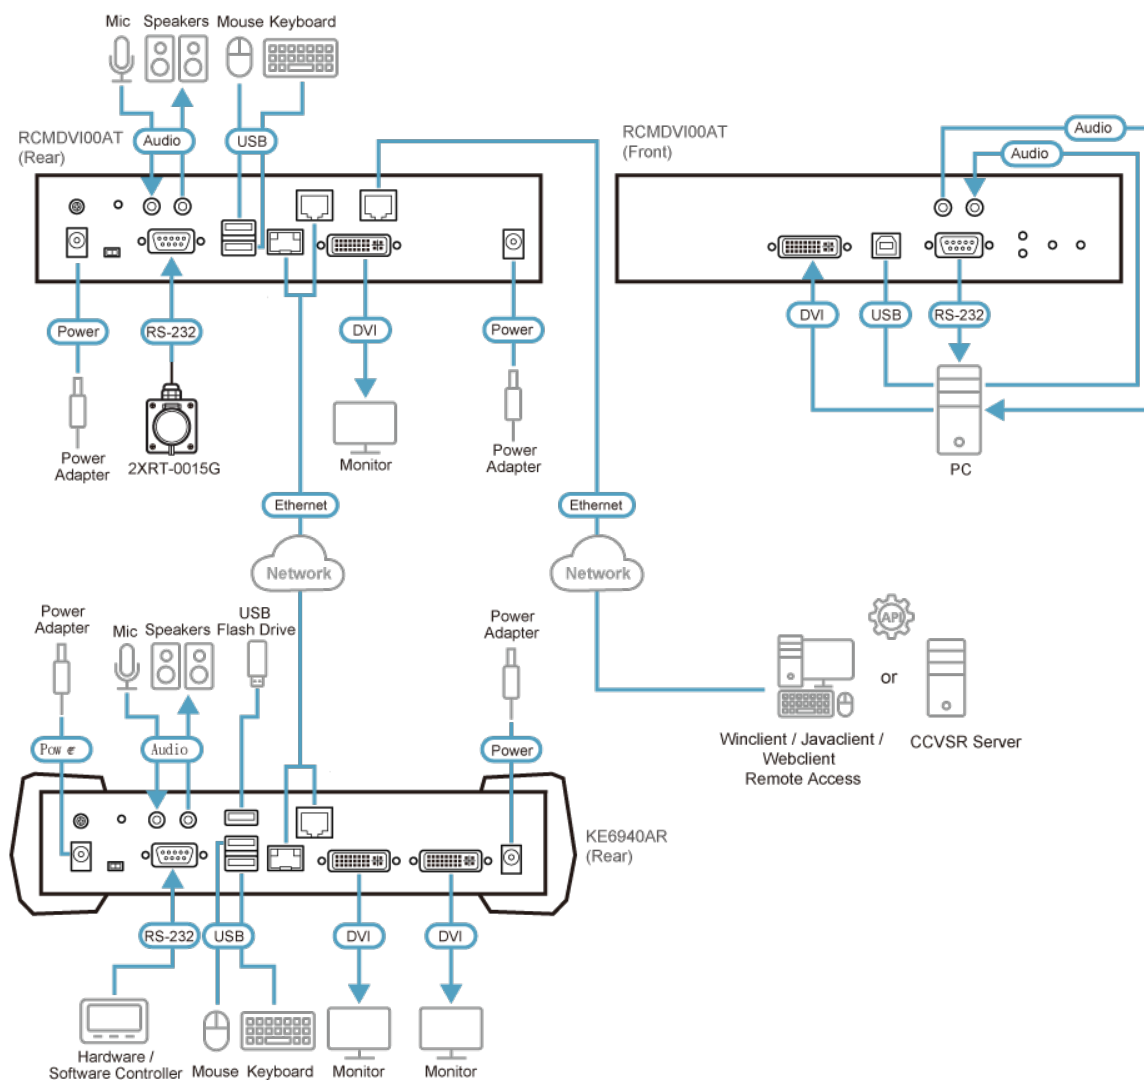 Mic Speakers Mouse Keyboard
RCMDVI00AT
(Rear)
Audio
USB
Power
RS-232
DVI
Power
Power
Adapter
2XRT-0015G
Monitor
Power
Adapter
RCMDVI00AT
(Front)
Audio
Audio
DVI
USB
RS-232
PC
Ethernet
Ethernet
Network
Network
Power
Adapter
Mic Speakers
USB
Flash Drive
Power
Adapter
API
or
Winclient / Javaclient /
Webclient
Remote Access
CCVSR Server
Power
Audio
Power
KE6940AR
(Rear)
RS-232
USB
DVI
DVI
Hardware /
Software Controller
Mouse Keyboard
Monitor
Monitor